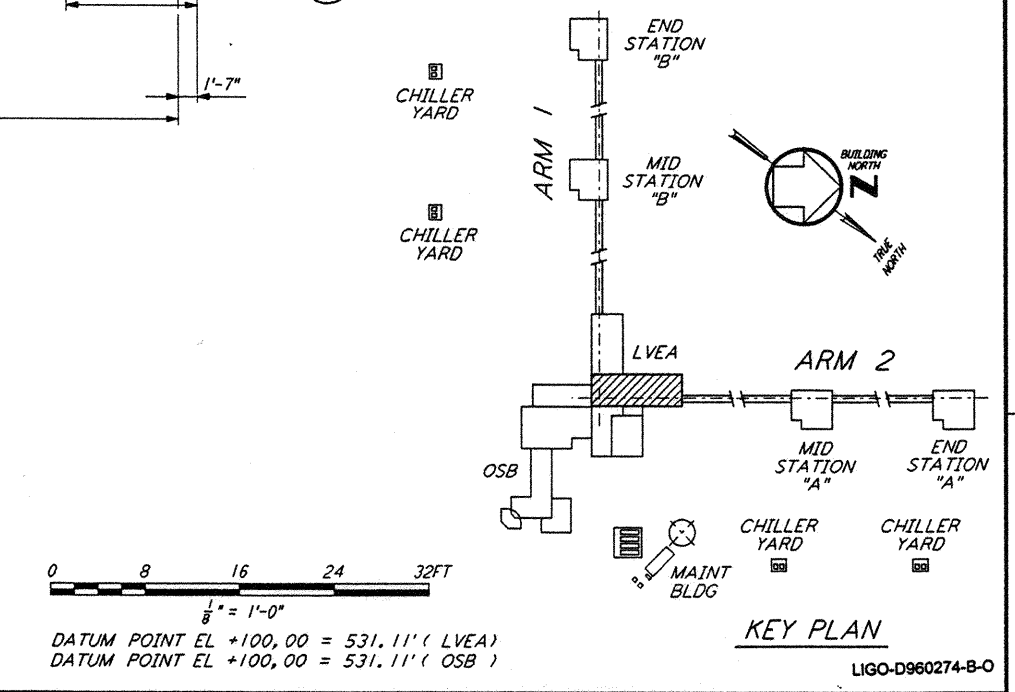 1'-7"
END
STATION
"B"
CHILLER
YARD
ARM 1
MID
STATION
"B"
BUILDING
NORTH
N
TRUE
NORTH
CHILLER
YARD
LVEA
ARM 2
MID
STATION
"A"
END
STATION
"A"
OSB
CHILLER
YARD
CHILLER
YARD
MAINT
BLDG
0 8 16 24 32FT
1/8" = 1'-0"
DATUM POINT EL +100,00 = 531.11'( LVEA)
DATUM POINT EL +100,00 = 531.11'( OSB )
KEY PLAN
LIGO-D960274-B-O